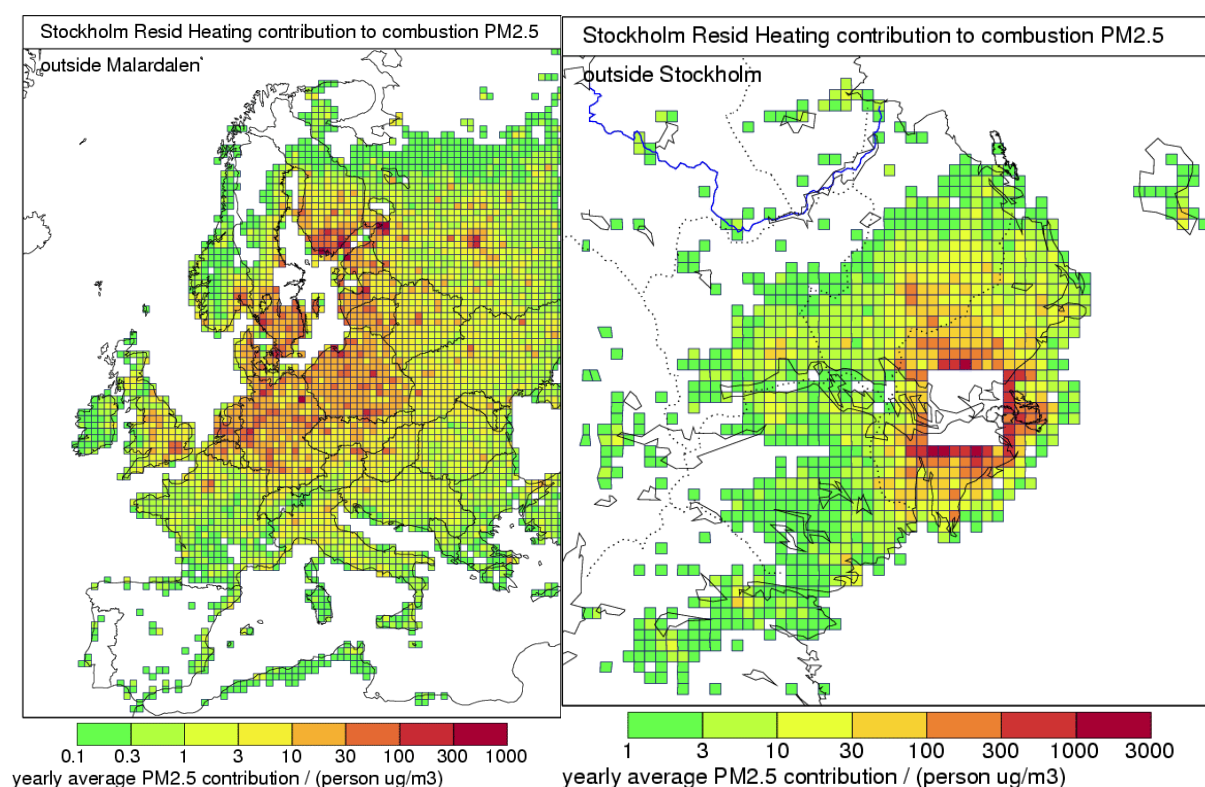 Stockholm Resid Heating contribution to combustion PM2.5
outside Malardalen`
0.1 0.3 1 3 10 30 100 300 1000
yearly average PM2.5 contribution / (person ug/m3)
Stockholm Resid Heating contribution to combustion PM2.5
outside Stockholm
1 3 10 30 100 300 1000 3000
yearly average PM2.5 contribution / (person ug/m3)